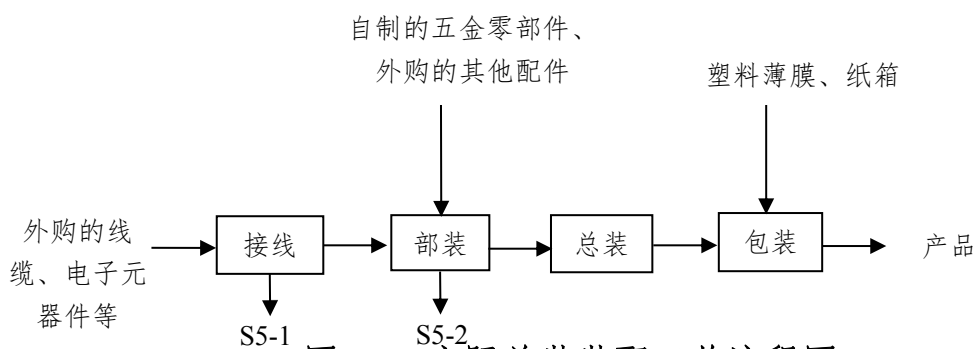 自制的五金零部件、
外购的其他配件
塑料薄膜、纸箱
外购的线
缆、电子元
器件等
接线
部装
总装
包装
产品
S5-1
S5-2